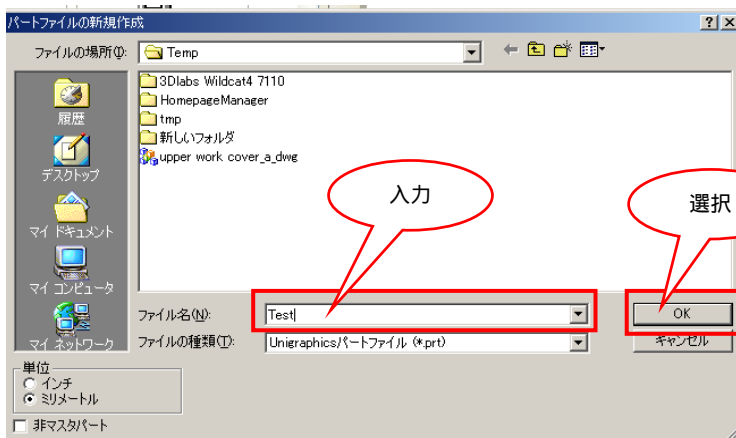 パートファイルの新規作成
ファイルの場所(I):
Temp
3Dlabs Wildcat4 7110
HomepageManager
tmp
新しいフォルダ
upper work cover_a_dwg
履歴
デスクトップ
マイ ドキュメント
マイ コンピュータ
マイ ネットワーク
入力
選択
ファイル名(N):
Test
OK
ファイルの種類(T):
Unigraphicsパートファイル (*.prt)
キャンセル
単位
インチ
ミリメートル
非マスタパート